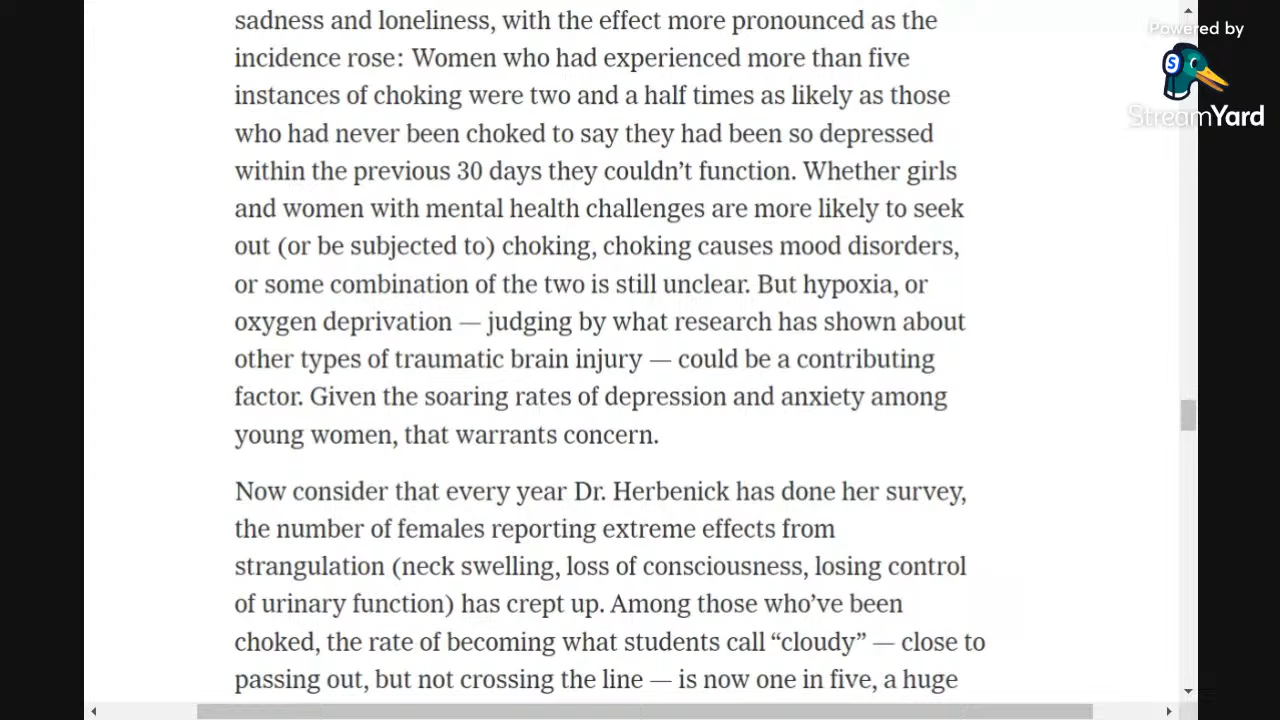 sadness and loneliness, with the effect more pronounced as the
incidence rose: Women who had experienced more than five
instances of choking were two and a half times as likely as those
who had never been choked to say they had been so depressed
within the previous 30 days they couldn’t function. Whether girls
and women with mental health challenges are more likely to seek
out (or be subjected to) choking, choking causes mood disorders,
or some combination of the two is still unclear. But hypoxia, or
oxygen deprivation — judging by what research has shown about
other types of traumatic brain injury — could be a contributing
factor. Given the soaring rates of depression and anxiety among
young women, that warrants concern.
Now consider that every year Dr. Herbenick has done her survey,
the number of females reporting extreme effects from
strangulation (neck swelling, loss of consciousness, losing control
of urinary function) has crept up. Among those who’ve been
choked, the rate of becoming what students call “cloudy” — close to
passing out, but not crossing the line — is now one in five, a huge
Powered by
S
StreamYard